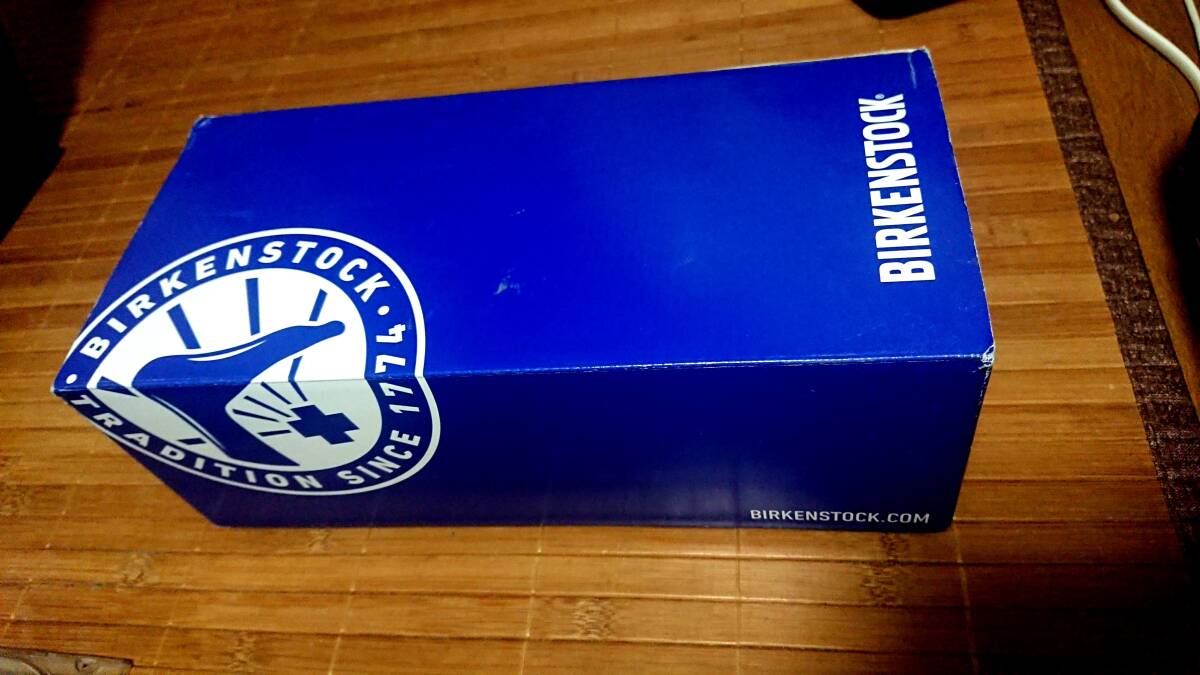 BIRKENSTOCK®
• BIRKENSTOCK •
TRADITION SINCE 1774
BIRKENSTOCK.COM